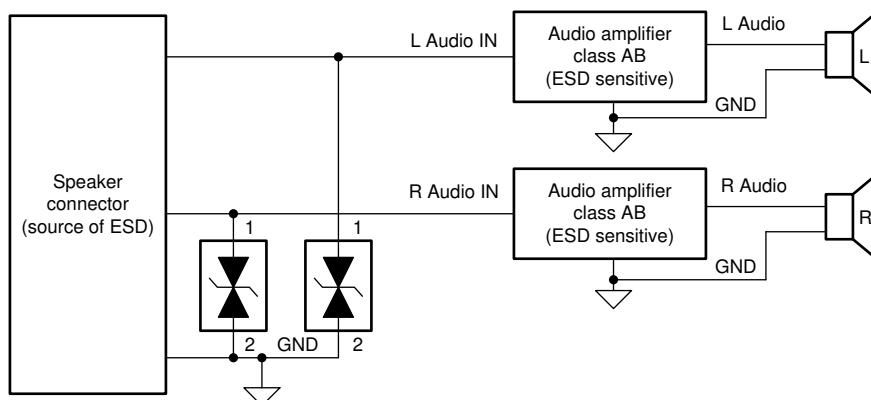 L Audio IN
Audio amplifier
class AB
(ESD sensitive)
L Audio
GND
L
Speaker
connector
(source of ESD)
R Audio IN
Audio amplifier
class AB
(ESD sensitive)
R Audio
GND
R
1
1
2
GND
2